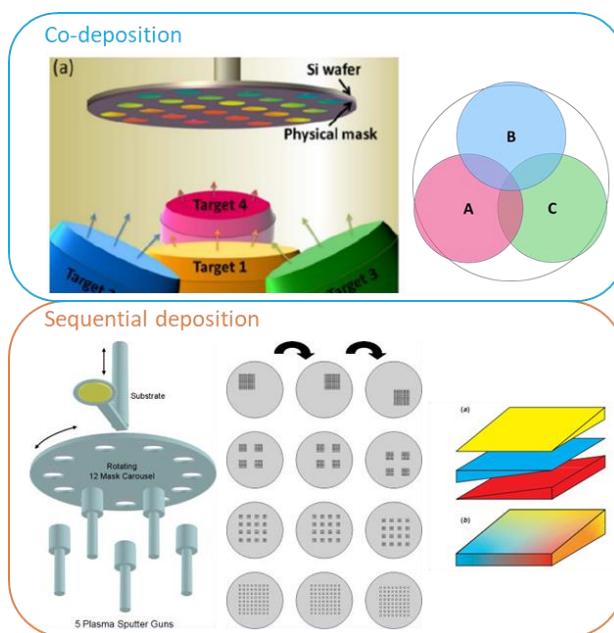 Co-deposition
(a)
Si wafer
Physical mask
Target 4
Target 1
Target 3
B
A
C
Sequential deposition
Substrate
Rotating
12 Mask Carousel
5 Plasma Sputter Guns
(a)
(b)